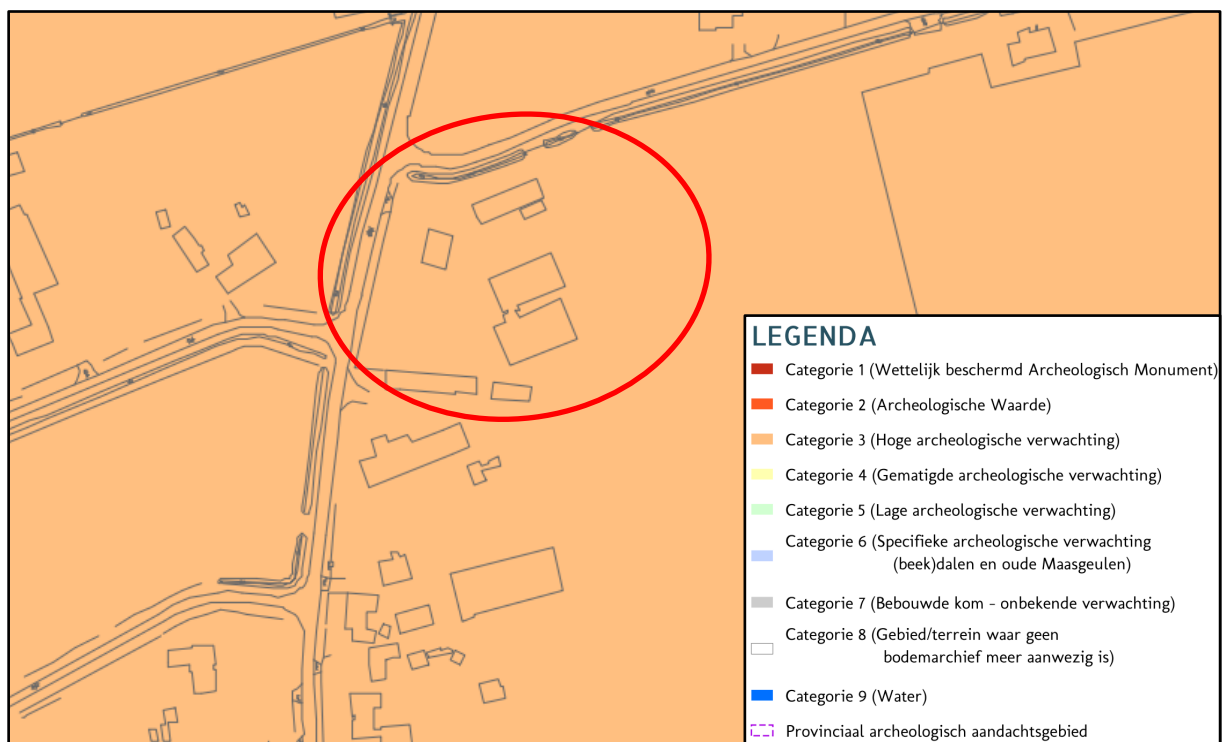 LEGENDA
Categorie 1 (Wettelijk beschermd Archeologisch Monument)
Categorie 2 (Archeologische Waarde)
Categorie 3 (Hoge archeologische verwachting)
Categorie 4 (Gematigde archeologische verwachting)
Categorie 5 (Lage archeologische verwachting)
Categorie 6 (Specifieke archeologische verwachting
(beek)dalen en oude Maasgeulen)
Categorie 7 (Bebouwde kom - onbekende verwachting)
Categorie 8 (Gebied/terrein waar geen
bodemarchief meer aanwezig is)
Categorie 9 (Water)
Provinciaal archeologisch aandachtsgebied